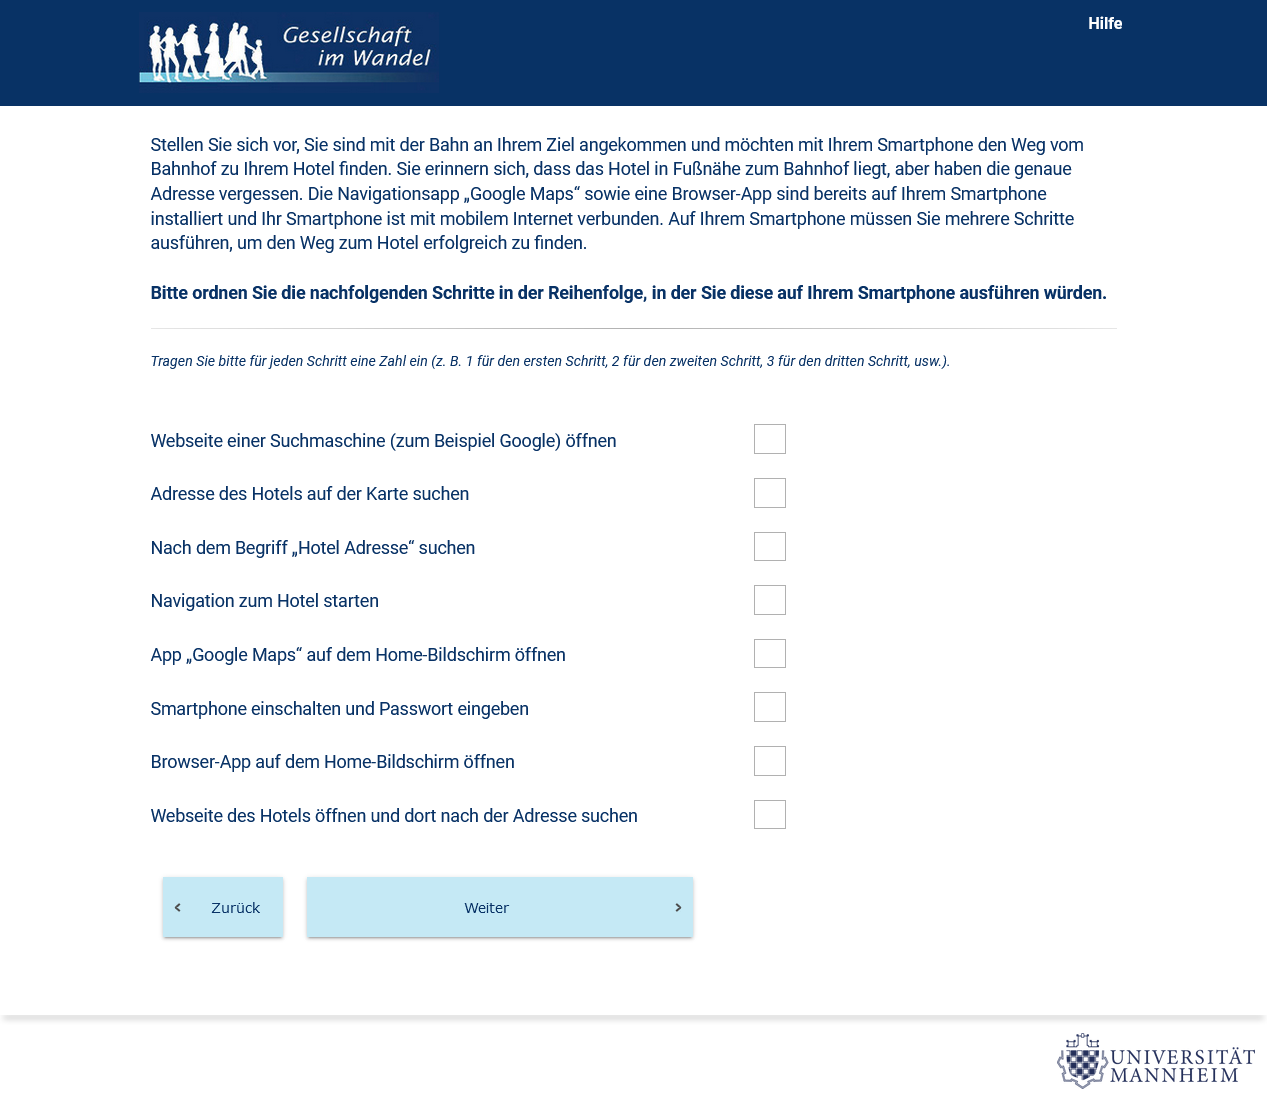 Gesellschaft
im Wandel
Hilfe
Stellen Sie sich vor, Sie sind mit der Bahn an Ihrem Ziel angekommen und möchten mit Ihrem Smartphone den Weg vom
Bahnhof zu Ihrem Hotel finden. Sie erinnern sich, dass das Hotel in Fußnähe zum Bahnhof liegt, aber haben die genaue
Adresse vergessen. Die Navigationsapp „Google Maps“ sowie eine Browser-App sind bereits auf Ihrem Smartphone
installiert und Ihr Smartphone ist mit mobilem Internet verbunden. Auf Ihrem Smartphone müssen Sie mehrere Schritte
ausführen, um den Weg zum Hotel erfolgreich zu finden.
Bitte ordnen Sie die nachfolgenden Schritte in der Reihenfolge, in der Sie diese auf Ihrem Smartphone ausführen würden.
Tragen Sie bitte für jeden Schritt eine Zahl ein (z. B. 1 für den ersten Schritt, 2 für den zweiten Schritt, 3 für den dritten Schritt, usw.).
Webseite einer Suchmaschine (zum Beispiel Google) öffnen
Adresse des Hotels auf der Karte suchen
Nach dem Begriff „Hotel Adresse“ suchen
Navigation zum Hotel starten
App „Google Maps“ auf dem Home-Bildschirm öffnen
Smartphone einschalten und Passwort eingeben
Browser-App auf dem Home-Bildschirm öffnen
Webseite des Hotels öffnen und dort nach der Adresse suchen
Zurück
Weiter
UNIVERSITÄT
MANNHEIM